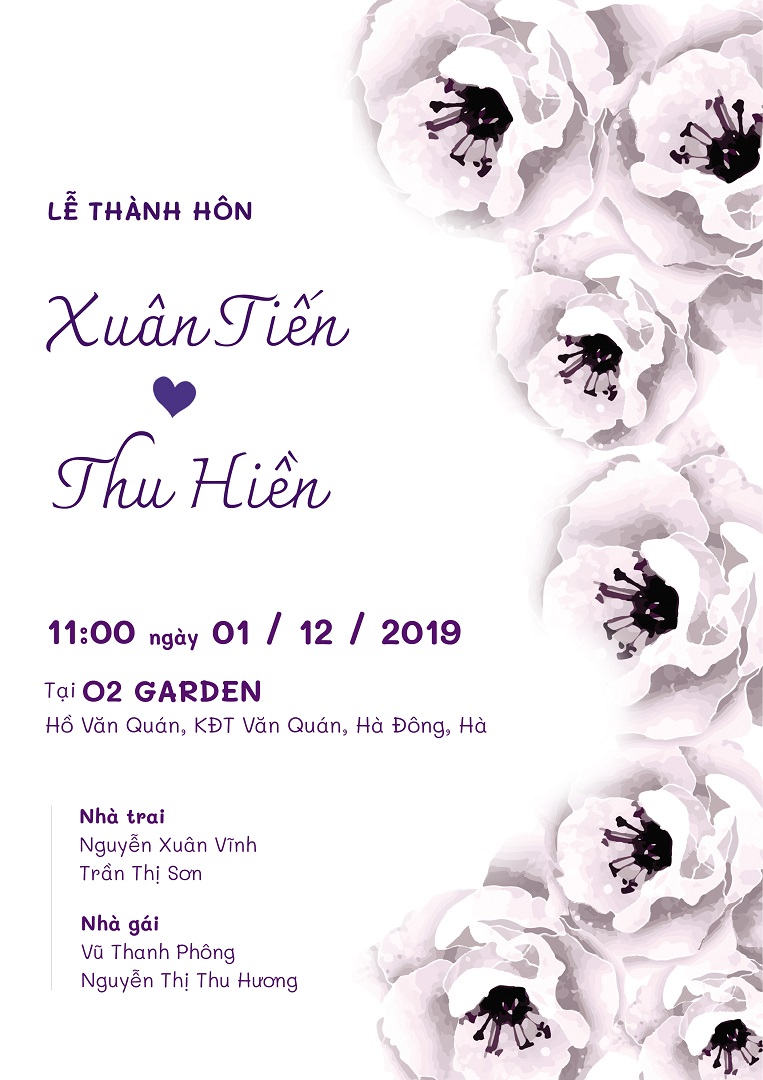 LỄ THÀNH HÔN
Xuân Tiến
Thu Hiền
11:00 ngày 01 / 12 / 2019
Tại O2 GARDEN
Hồ Văn Quán, KĐT Văn Quán, Hà Đông, Hà
Nhà trai
Nguyễn Xuân Vĩnh
Trần Thị Sơn
Nhà gái
Vũ Thanh Phông
Nguyễn Thị Thu Hương